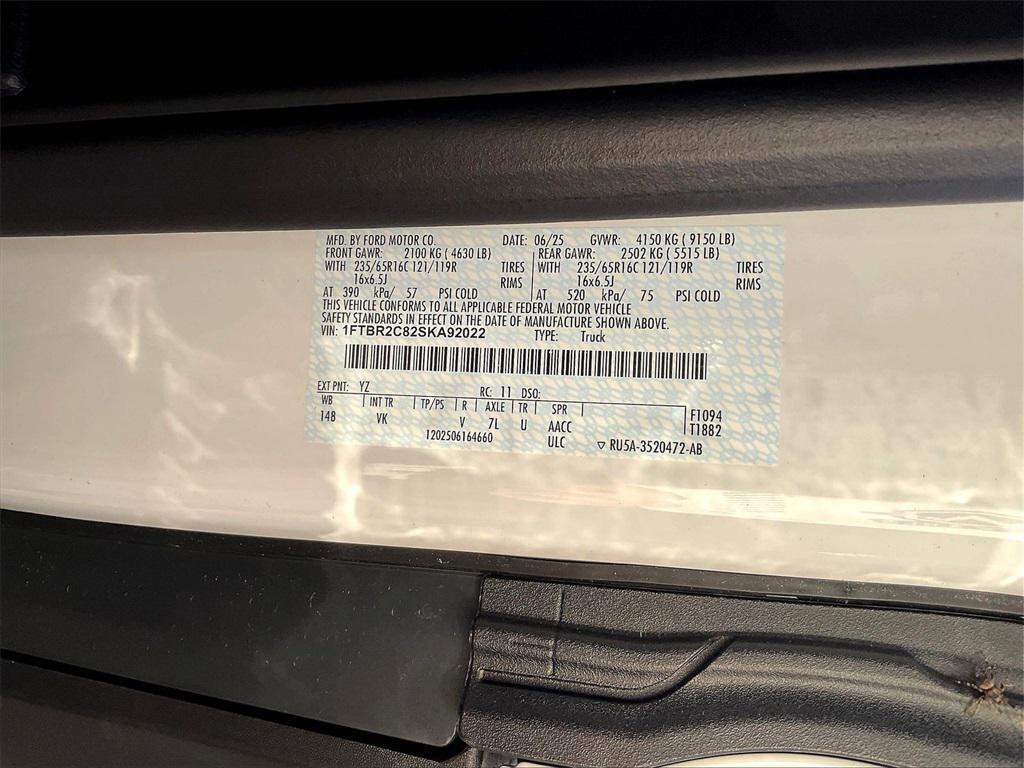 MFD. BY FORD MOTOR CO. DATE: 06/25 GVWR: 4150 KG ( 9150 LB)
FRONT GAWR: 2100 KG ( 4630 LB) REAR GAWR: 2502 KG ( 5515 LB)
WITH 235/65R16C 121/119R TIRES WITH 235/65R16C 121/119R TIRES
16x6.5J RIMS 16x6.5J RIMS
AT 390 kPa/ 57 PSI COLD AT 520 kPa/ 75 PSI COLD
THIS VEHICLE CONFORMS TO ALL APPLICABLE FEDERAL MOTOR VEHICLE
SAFETY STANDARDS IN EFFECT ON THE DATE OF MANUFACTURE SHOWN ABOVE.
VIN: 1FTBR2C82SKA92022 TYPE: Truck
EXT PNT: YZ RC: 11 DSO:
WB INT TR TP/PS R AXLE TR SPR F1094
148 VK V 7L U AACC T1882
1202506164660 ULC ▽ RU5A-3520472-AB